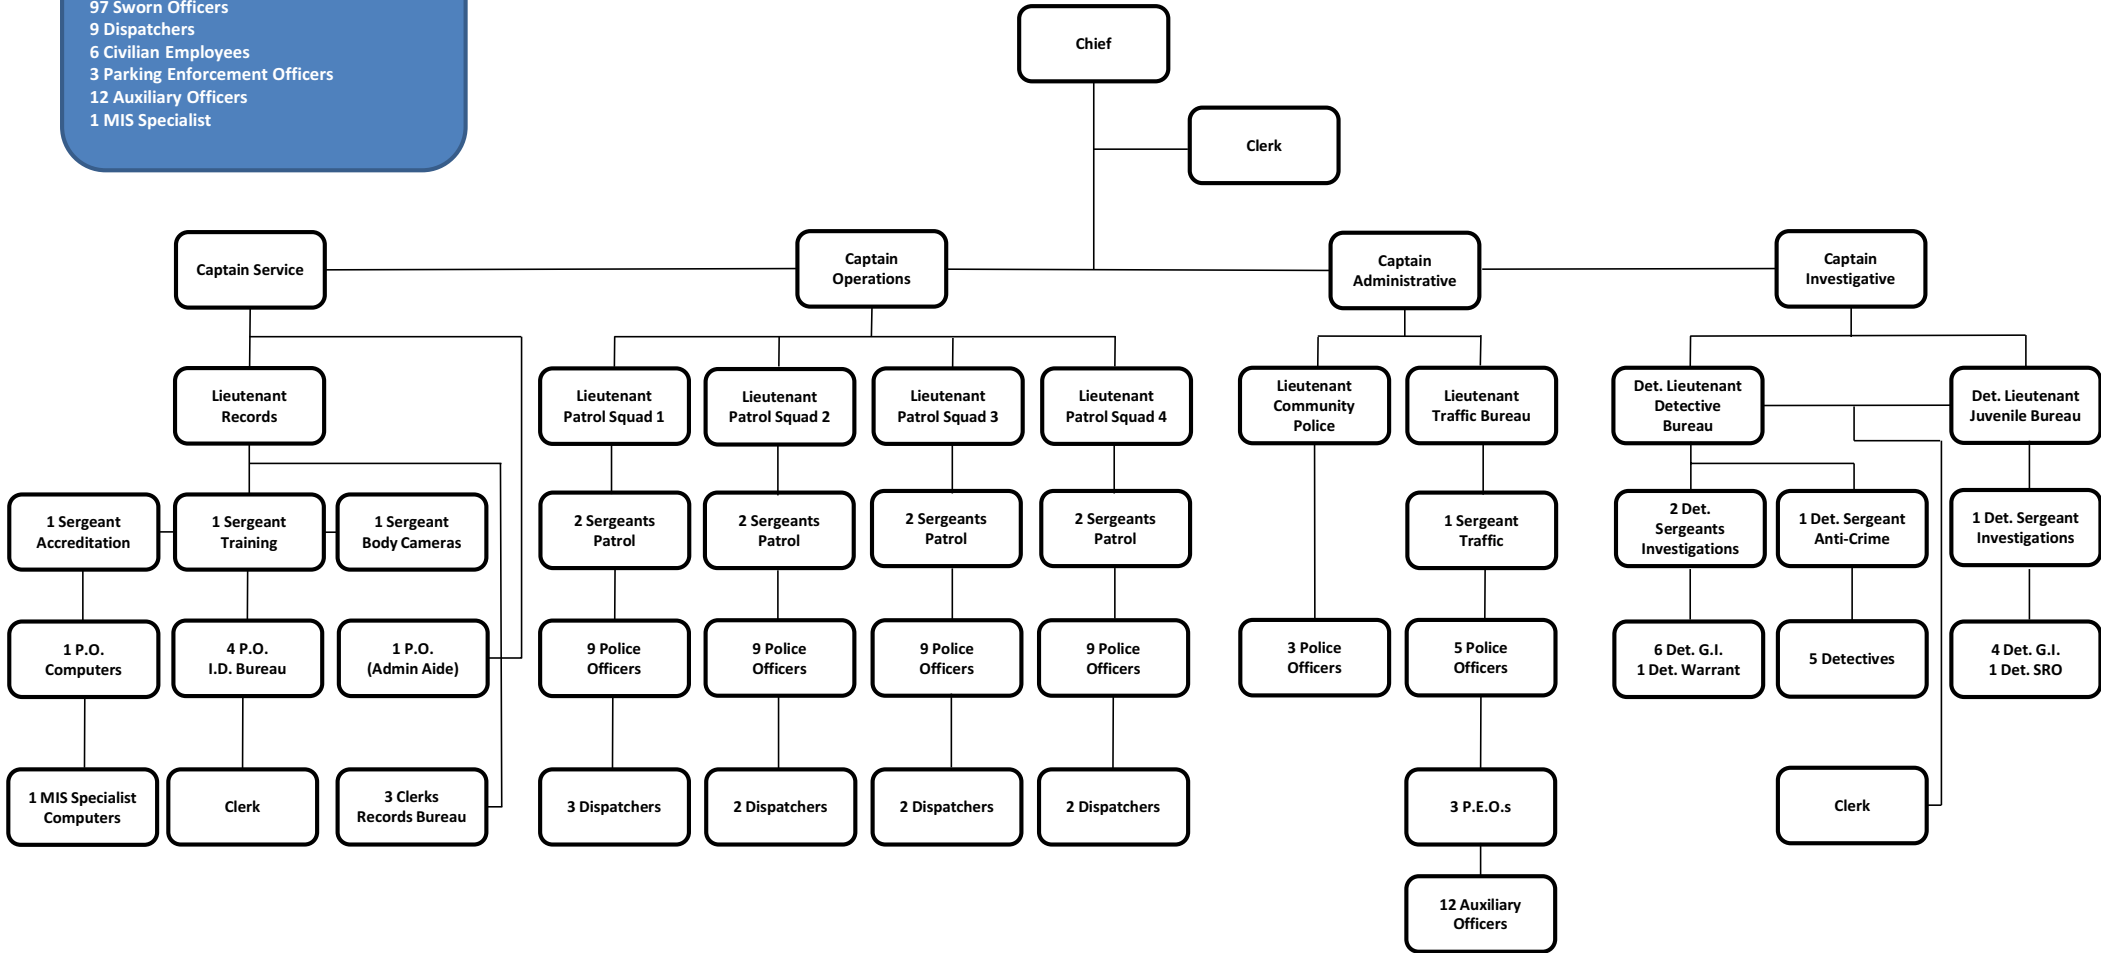 97 Sworn Officers
9 Dispatchers
6 Civilian Employees
3 Parking Enforcement Officers
12 Auxiliary Officers
1 MIS Specialist
Chief
Clerk
Captain Service
Captain
Operations
Captain
Administrative
Captain
Investigative
Lieutenant
Records
Lieutenant
Patrol Squad 1
Lieutenant
Patrol Squad 2
Lieutenant
Patrol Squad 3
Lieutenant
Patrol Squad 4
Lieutenant
Community
Police
Lieutenant
Traffic Bureau
Det. Lieutenant
Detective
Bureau
Det. Lieutenant
Juvenile Bureau
1 Sergeant
Accreditation
1 Sergeant
Training
1 Sergeant
Body Cameras
2 Sergeants
Patrol
2 Sergeants
Patrol
2 Sergeants
Patrol
2 Sergeants
Patrol
1 Sergeant
Traffic
2 Det.
Sergeants
Investigations
1 Det. Sergeant
Anti-Crime
1 Det. Sergeant
Investigations
1 P.O.
Computers
4 P.O.
I.D. Bureau
1 P.O.
(Admin Aide)
9 Police
Officers
9 Police
Officers
9 Police
Officers
9 Police
Officers
3 Police
Officers
5 Police
Officers
6 Det. G.I.
1 Det. Warrant
5 Detectives
4 Det. G.I.
1 Det. SRO
1 MIS Specialist
Computers
Clerk
3 Clerks
Records Bureau
3 Dispatchers
2 Dispatchers
2 Dispatchers
2 Dispatchers
3 P.E.O.s
Clerk
12 Auxiliary
Officers